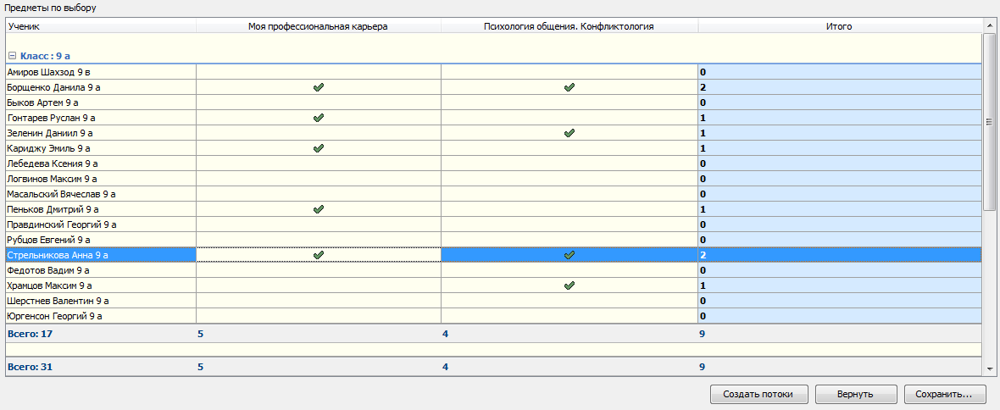 Предметы по выбору
Ученик Моя профессиональная карьера Психология общения. Конфликтология Итого
Класс : 9 а
Амиров Шахзод 9 в 0
Борщенко Данила 9 а 2
Быков Артем 9 а 0
Гонтарев Руслан 9 а 1
Зеленин Даниил 9 а 1
Кариджу Эмиль 9 а 1
Лебедева Ксения 9 а 0
Логвинов Максим 9 а 0
Масальский Вячеслав 9 а 0
Пеньков Дмитрий 9 а 1
Правдинский Георгий 9 а 0
Рубцов Евгений 9 а 0
Стрельникова Анна 9 а 2
Федотов Вадим 9 а 0
Храмцов Максим 9 а 1
Шерстнев Валентин 9 а 0
Юргенсон Георгий 9 а 0
Всего: 17 5 4 9
Всего: 31 5 4 9
Создать потоки Вернуть Сохранить...